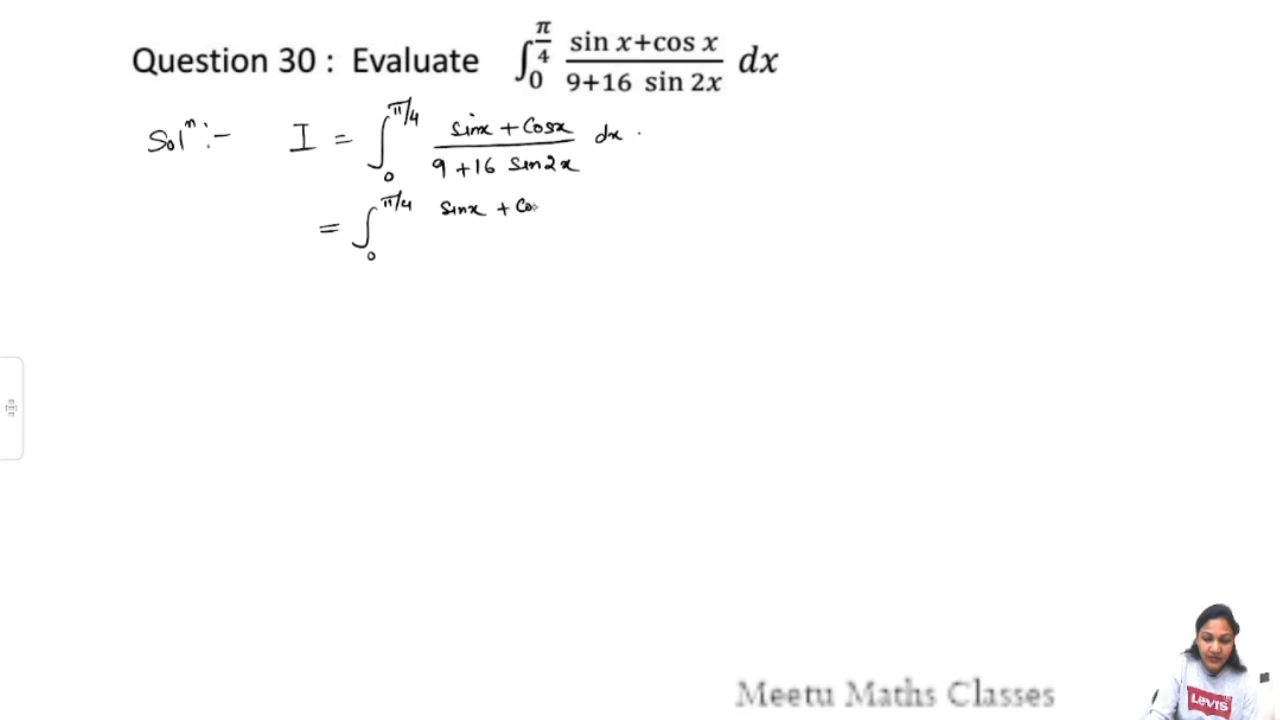 Question 30 : Evaluate ∫₀^{π/4} (sin x+cos x)/(9+16 sin 2x) dx
Solⁿ:- I = ∫₀^{π/4} (sinx + cosx)/(9 + 16 sin2x) dx .
= ∫₀^{π/4} sinx + co
Meetu Maths Classes
LEVI'S